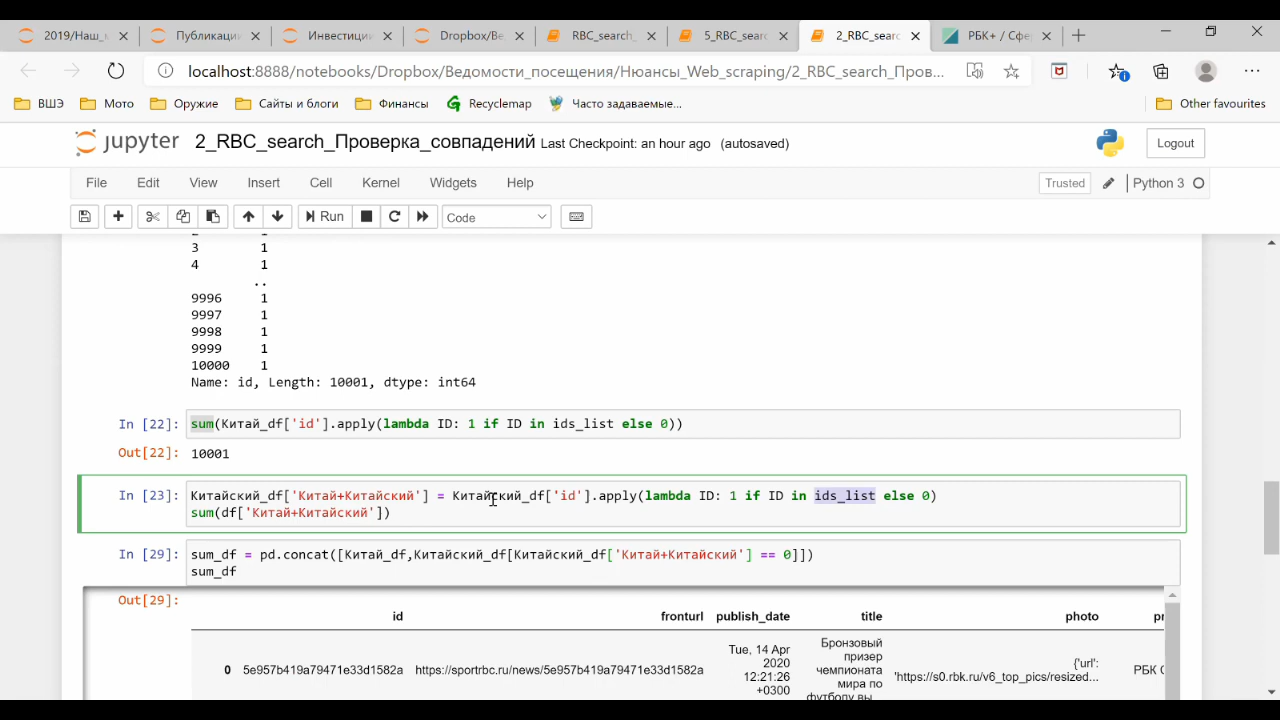 2019/Наш_
Публикаци
Инвестици
Dropbox/Ве
RBC_search_
5_RBC_sear
2_RBC_sear
РБК+ / Сфе
localhost:8888/notebooks/Dropbox/Ведомости_посещения/Нюансы_Web_scraping/2_RBC_search_Пров...
ВШЭ
Мото
Оружие
Сайты и блоги
Финансы
Recyclemap
Часто задаваемые...
Other favourites
jupyter 2_RBC_search_Проверка_совпадений Last Checkpoint: an hour ago (autosaved)
Logout
File Edit View Insert Cell Kernel Widgets Help
Trusted
Python 3
Run
Code
3 1
4 1
..
9996 1
9997 1
9998 1
9999 1
10000 1
Name: id, Length: 10001, dtype: int64
In [22]: sum(Китай_df['id'].apply(lambda ID: 1 if ID in ids_list else 0))
Out[22]: 10001
In [23]: Китайский_df['Китай+Китайский'] = Китайский_df['id'].apply(lambda ID: 1 if ID in ids_list else 0)
sum(df['Китай+Китайский'])
In [29]: sum_df = pd.concat([Китай_df,Китайский_df[Китайский_df['Китай+Китайский'] == 0]])
sum_df
Out[29]:
id fronturl publish_date title photo pr
0 5e957b419a79471e33d1582a https://sportrbc.ru/news/5e957b419a79471e33d1582a
Tue, 14 Apr
2020
12:21:26
+0300
Бронзовый
призер
чемпионата
мира по
футболу вы...
{'url':
'https://s0.rbk.ru/v6_top_pics/resized...
РБК С